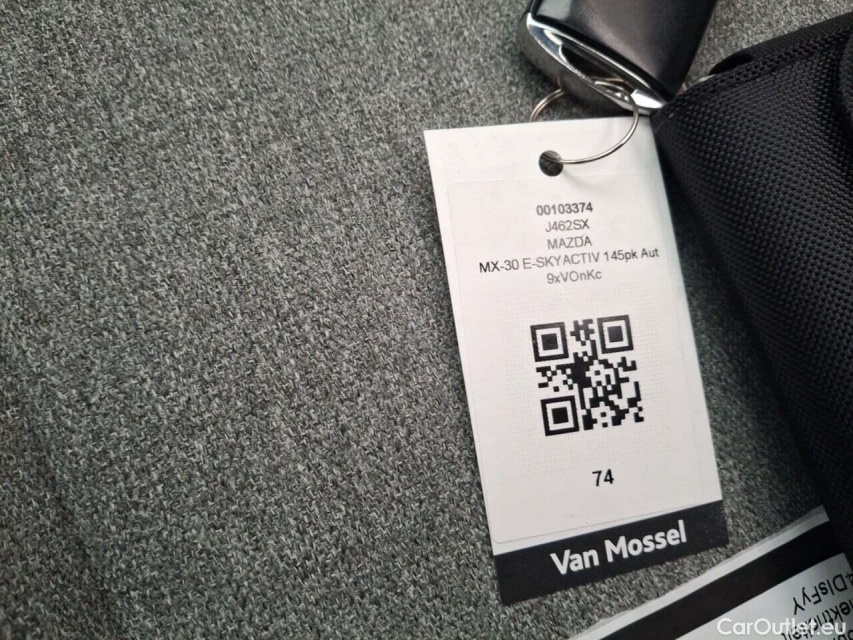 00103374
J462SX
MAZDA
MX-30 E-SKYACTIV 145pk Aut
9xVOnKc
74
Van Mossel
CarOutlet.eu